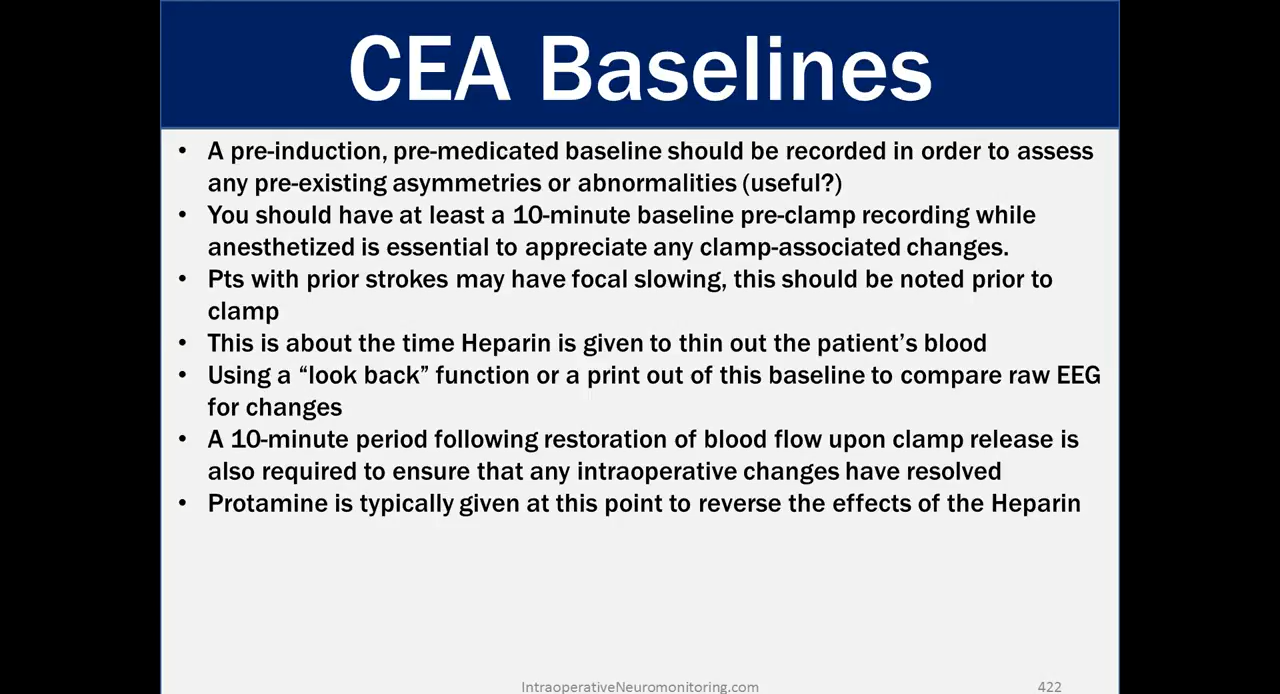 CEA Baselines
• A pre-induction, pre-medicated baseline should be recorded in order to assess
any pre-existing asymmetries or abnormalities (useful?)
• You should have at least a 10-minute baseline pre-clamp recording while
anesthetized is essential to appreciate any clamp-associated changes.
• Pts with prior strokes may have focal slowing, this should be noted prior to
clamp
• This is about the time Heparin is given to thin out the patient’s blood
• Using a “look back” function or a print out of this baseline to compare raw EEG
for changes
• A 10-minute period following restoration of blood flow upon clamp release is
also required to ensure that any intraoperative changes have resolved
• Protamine is typically given at this point to reverse the effects of the Heparin
IntraoperativeNeuromonitoring.com
422